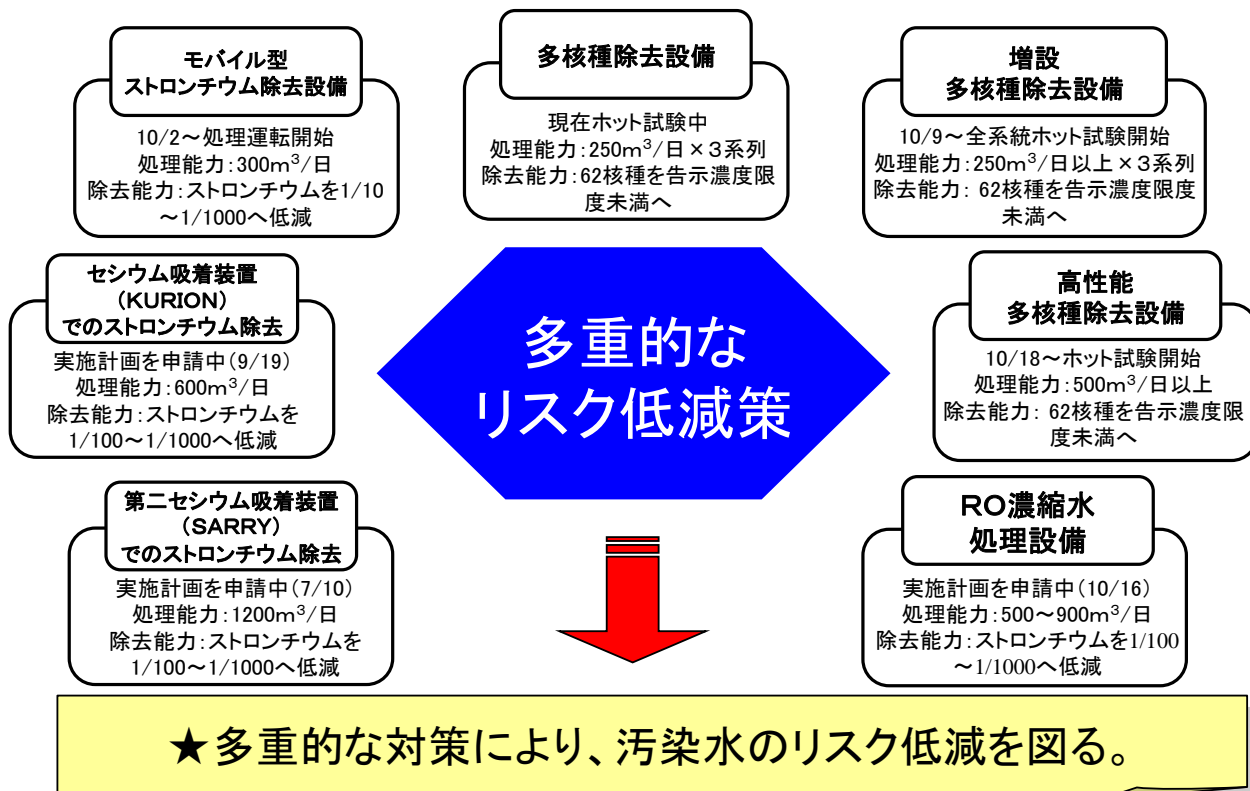 モバイル型
ストロンチウム除去設備
10/2～処理運転開始
処理能力：300m³/日
除去能力：ストロンチウムを1/10
～1/1000へ低減
多核種除去設備
現在ホット試験中
処理能力：250m³/日×３系列
除去能力：62核種を告示濃度限
度未満へ
増設
多核種除去設備
10/9～全系統ホット試験開始
処理能力：250m³/日以上×３系列
除去能力： 62核種を告示濃度限度
未満へ
セシウム吸着装置
（KURION）
でのストロンチウム除去
実施計画を申請中（9/19）
処理能力：600m³/日
除去能力：ストロンチウムを
1/100～1/1000へ低減
多重的な
リスク低減策
高性能
多核種除去設備
10/18～ホット試験開始
処理能力：500m³/日以上
除去能力： 62核種を告示濃度限
度未満へ
第二セシウム吸着装置
（SARRY）
でのストロンチウム除去
実施計画を申請中（7/10）
処理能力：1200m³/日
除去能力：ストロンチウムを
1/100～1/1000へ低減
ＲＯ濃縮水
処理設備
実施計画を申請中（10/16）
処理能力：500～900m³/日
除去能力：ストロンチウムを1/100
～1/1000へ低減
★多重的な対策により、汚染水のリスク低減を図る。